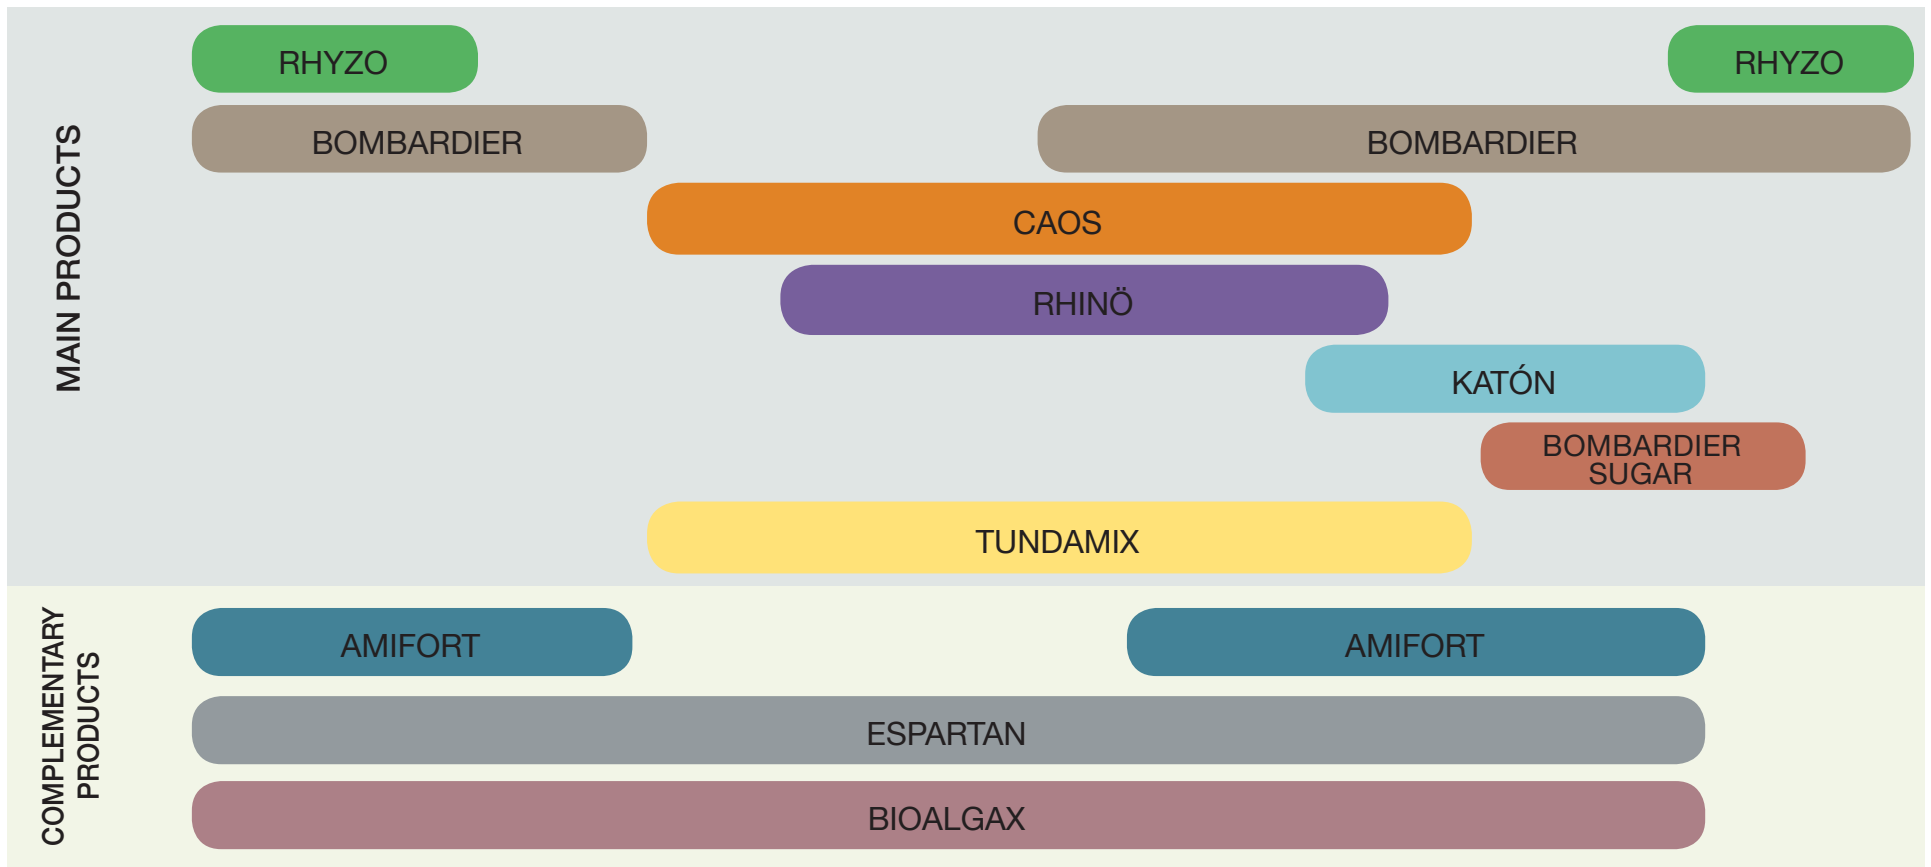 MAIN PRODUCTS
RHYZO
RHYZO
BOMBARDIER
BOMBARDIER
CAOS
RHINÖ
KATÓN
BOMBARDIER
SUGAR
TUNDAMIX
COMPLEMENTARY
PRODUCTS
AMIFORT
AMIFORT
ESPARTAN
BIOALGAX